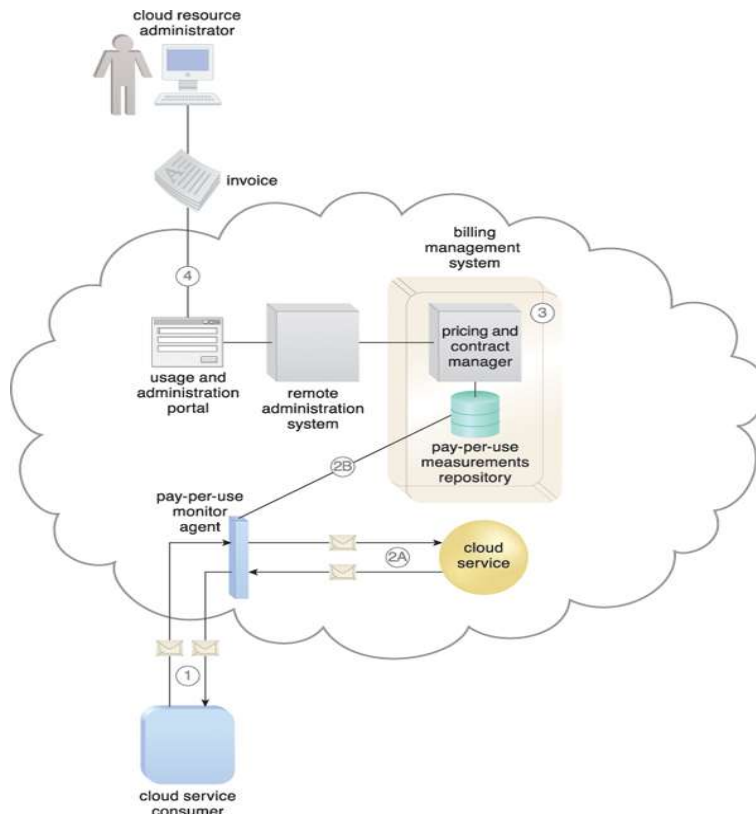 cloud resource
administrator
invoice
billing
management
system
4
3
pricing and
contract
manager
usage and
administration
portal
remote
administration
system
pay-per-use
measurements
repository
2B
pay-per-use
monitor
agent
2A
cloud
service
1
cloud service
consumer